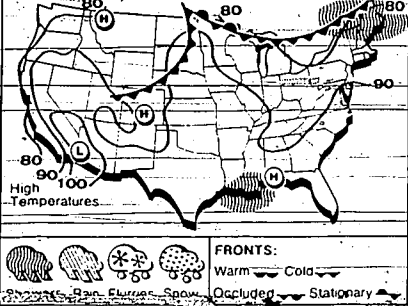 80
H
80
80
H
90
L
H
80
90
100
High
Temperatures
Showers Rain Flurries Snow
FRONTS:
Warm Cold
Occluded Stationary